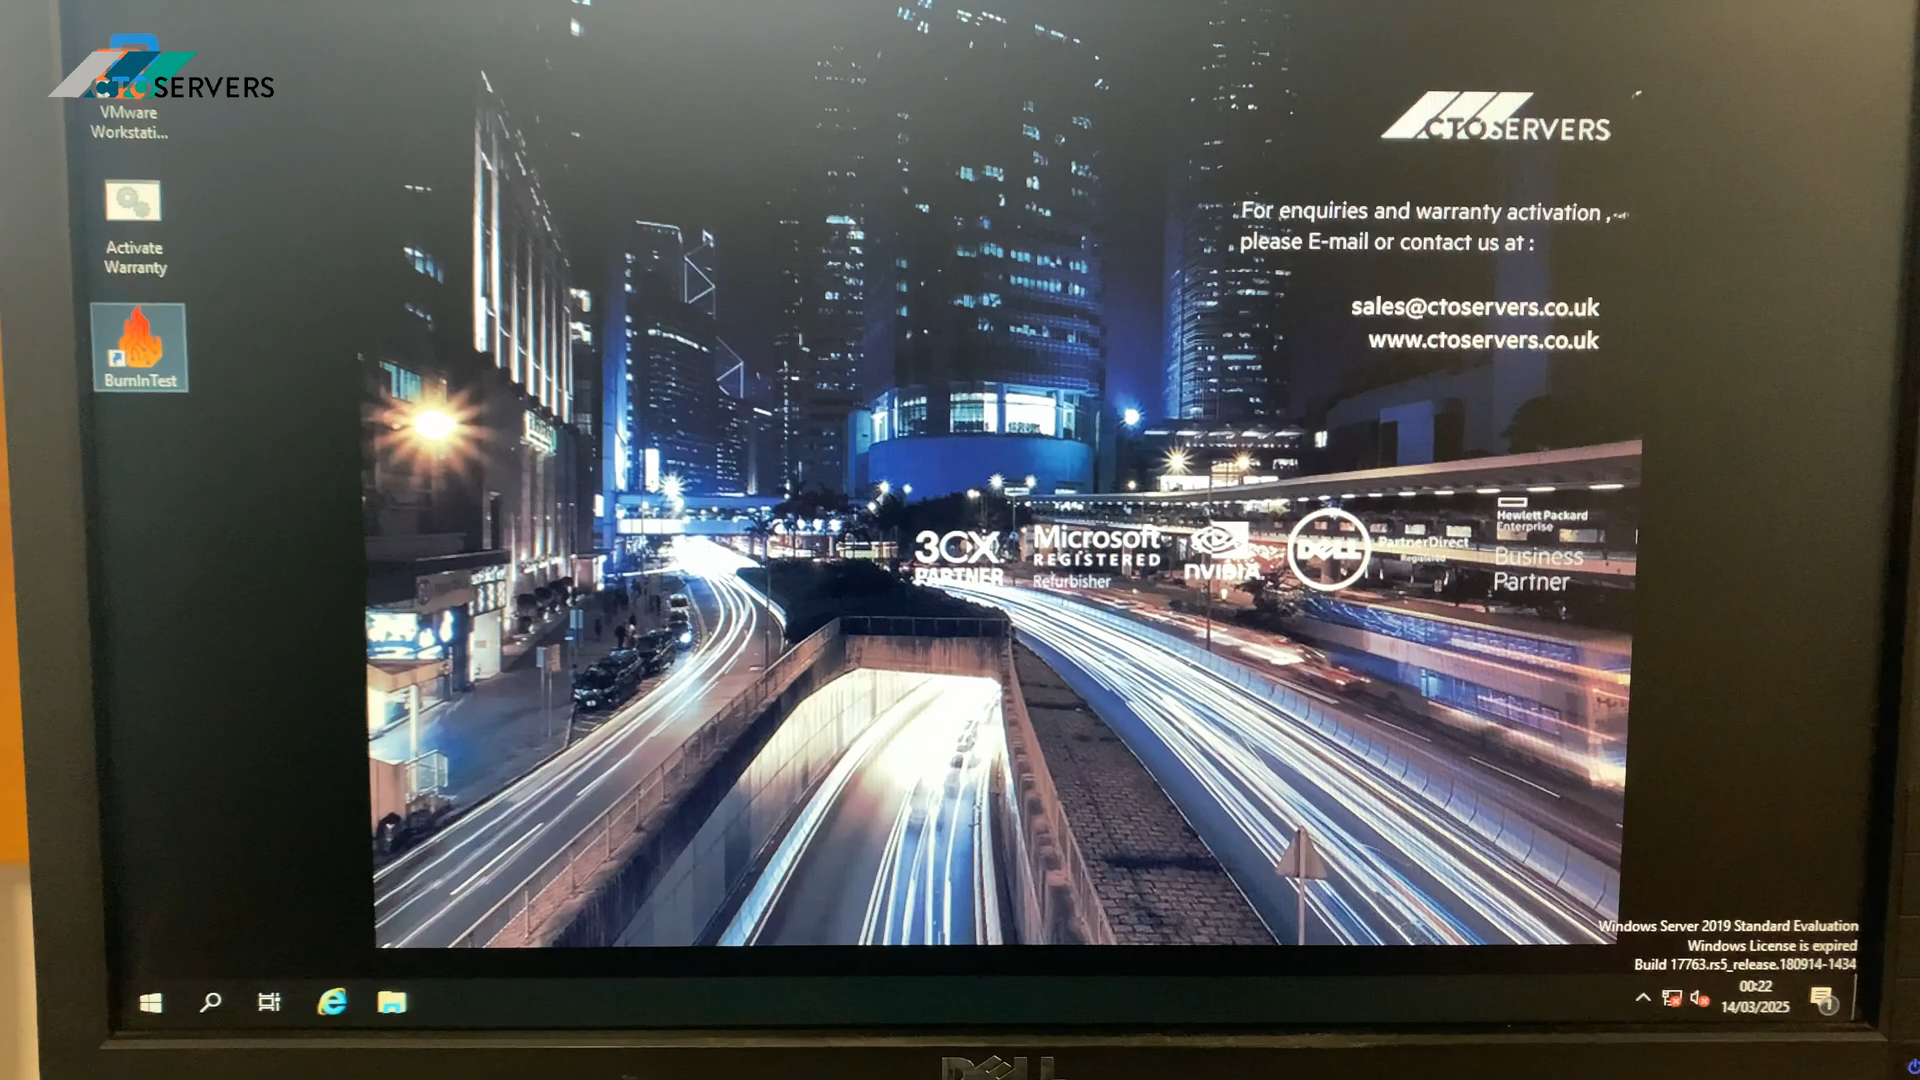 CTOSERVERS
VMware
Workstati...
Activate
Warranty
BurnInTest
CTOSERVERS
For enquiries and warranty activation ,
please E-mail or contact us at :
sales@ctoservers.co.uk
www.ctoservers.co.uk
3CX
PARTNER
Microsoft
REGISTERED
Refurbisher
NVIDIA
DELL
PartnerDirect
Registered
Hewlett Packard
Enterprise
Business
Partner
Windows Server 2019 Standard Evaluation
Windows License is expired
Build 17763.rs5_release.180914-1434
00:22
14/03/2025
1
DELL